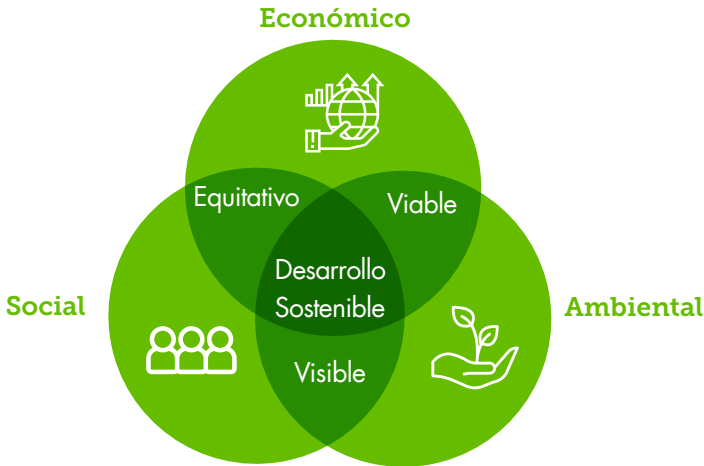 Económico
Equitativo
Viable
Desarrollo
Sostenible
Social
Ambiental
Visible